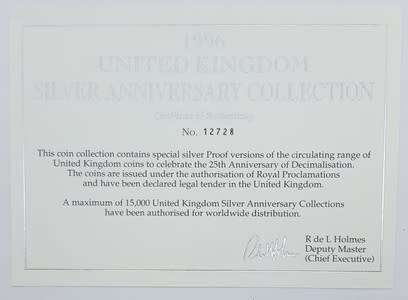 1996
UNITED KINGDOM
SILVER ANNIVERSARY COLLECTION
Certificate of Authenticity
No. 12728
This coin collection contains special silver Proof versions of the circulating range of
United Kingdom coins to celebrate the 25th Anniversary of Decimalisation.
The coins are issued under the authorisation of Royal Proclamations
and have been declared legal tender in the United Kingdom.
A maximum of 15,000 United Kingdom Silver Anniversary Collections
have been authorised for worldwide distribution.
R de L Holmes
Deputy Master
(Chief Executive)